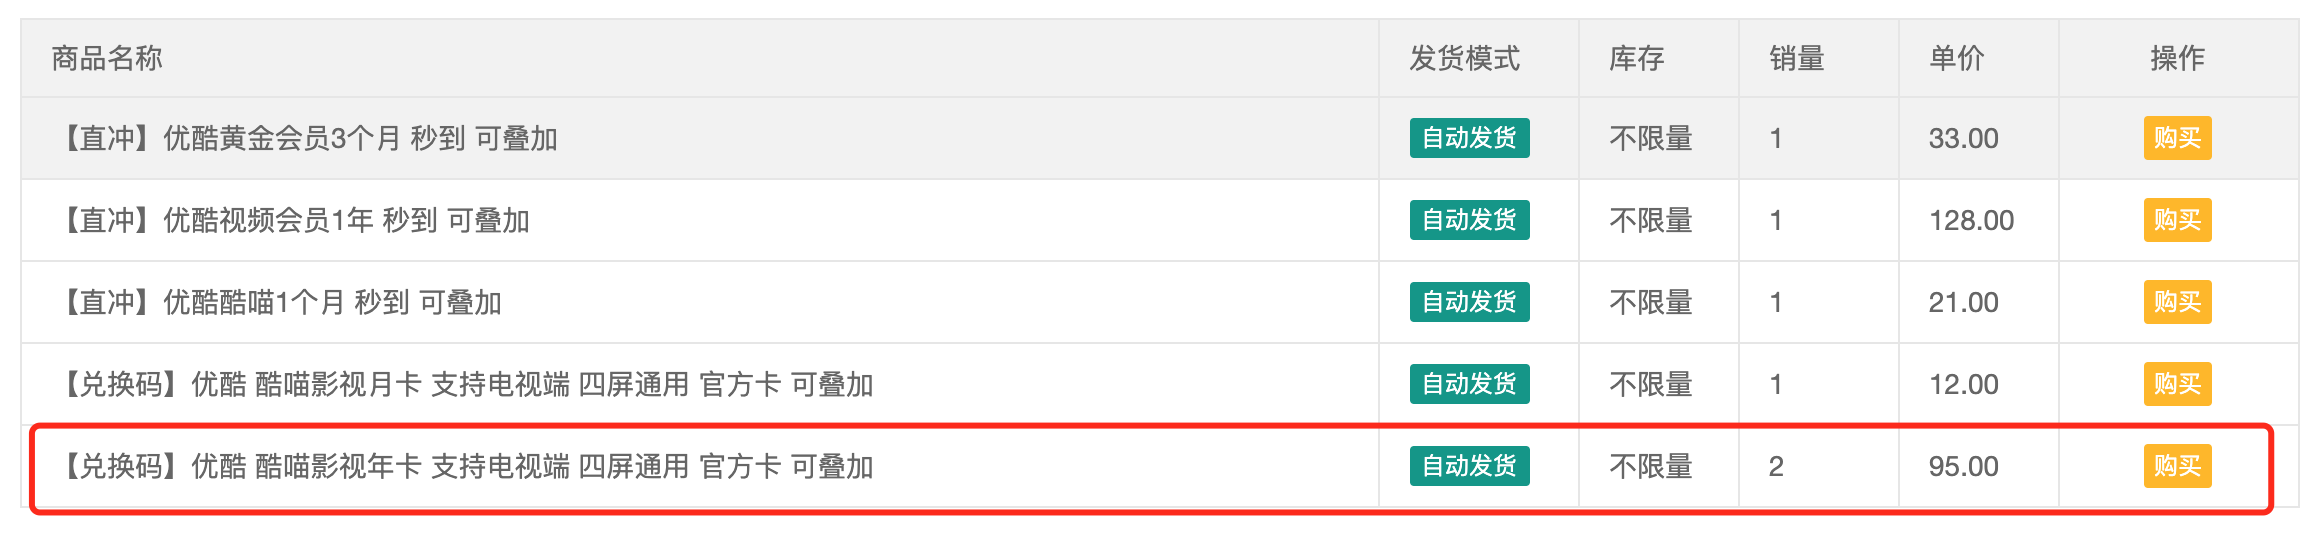 商品名称 发货模式 库存 销量 单价 操作
【直冲】优酷黄金会员3个月 秒到 可叠加 自动发货 不限量 1 33.00 购买
【直冲】优酷视频会员1年 秒到 可叠加 自动发货 不限量 1 128.00 购买
【直冲】优酷酷喵1个月 秒到 可叠加 自动发货 不限量 1 21.00 购买
【兑换码】优酷 酷喵影视月卡 支持电视端 四屏通用 官方卡 可叠加 自动发货 不限量 1 12.00 购买
【兑换码】优酷 酷喵影视年卡 支持电视端 四屏通用 官方卡 可叠加 自动发货 不限量 2 95.00 购买